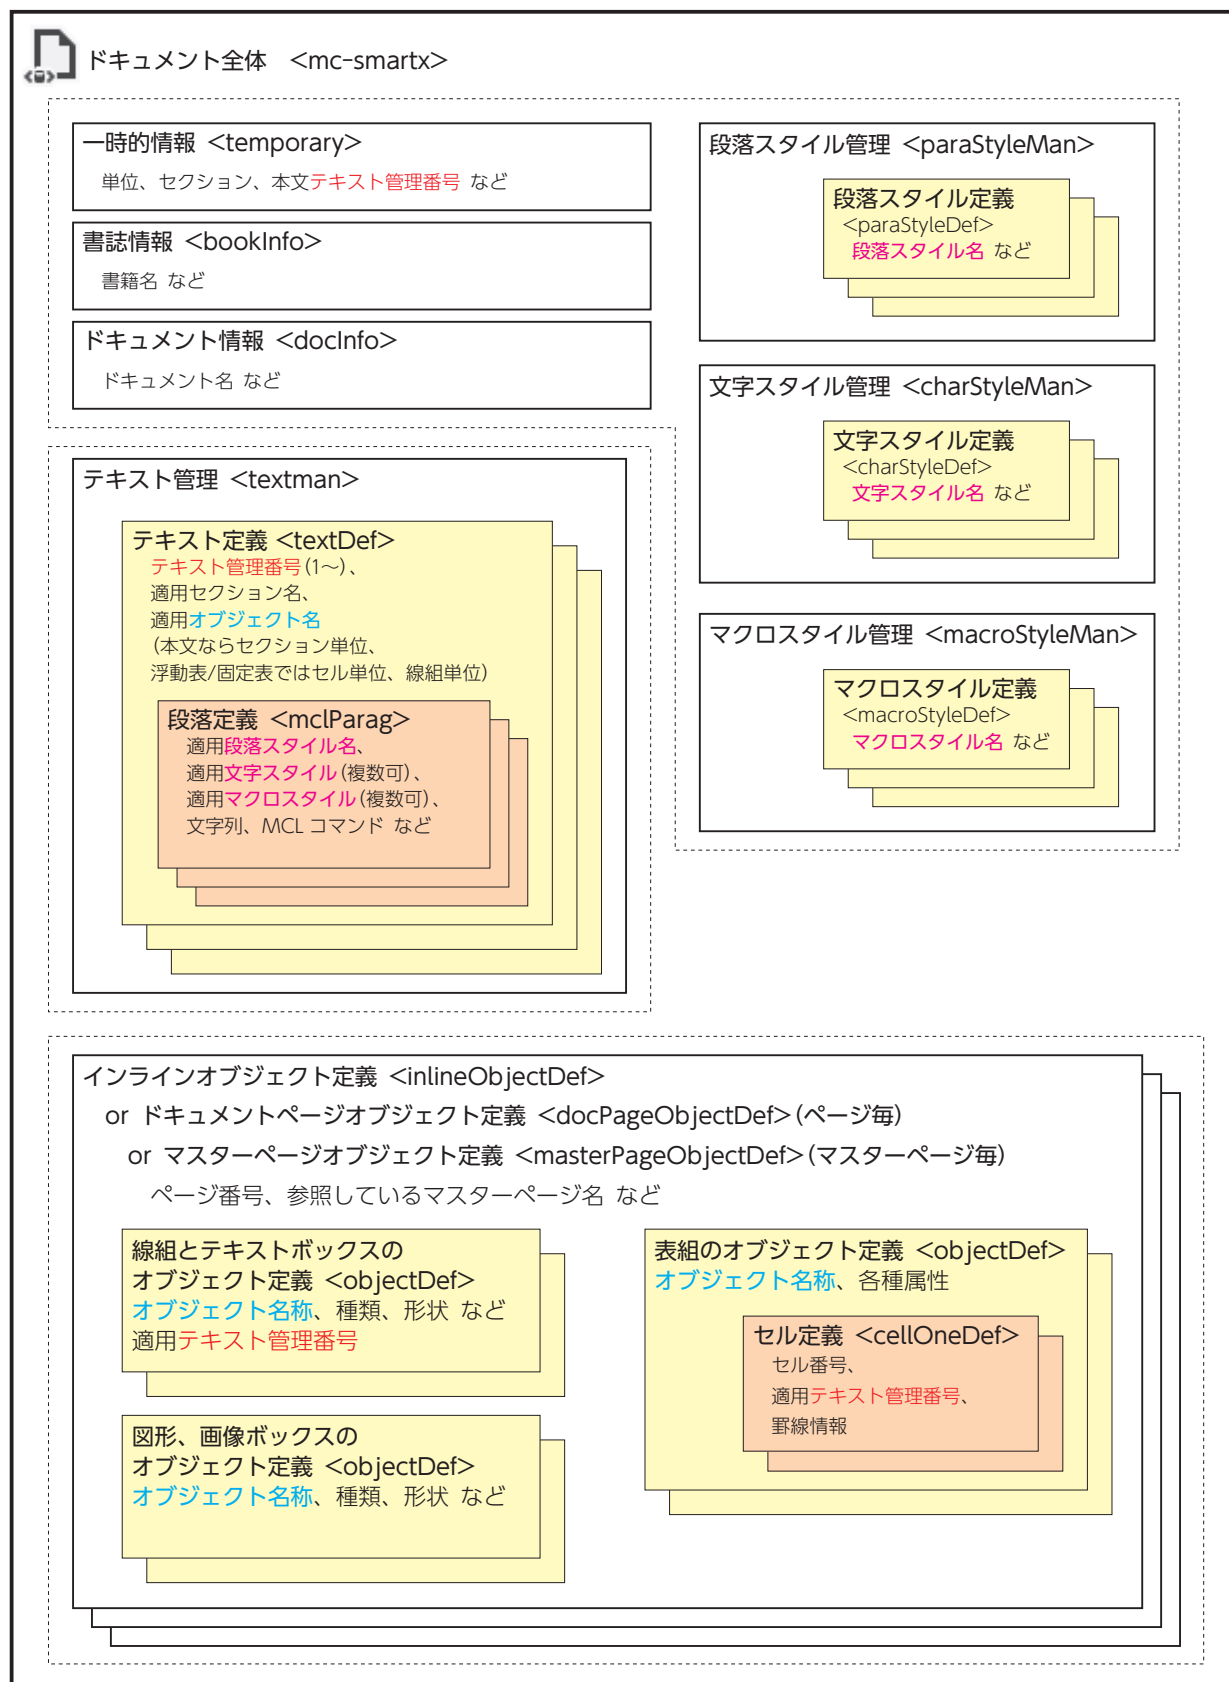 ドキュメント全体 <mc-smartx>
一時的情報 <temporary>
単位、セクション、本文テキスト管理番号 など
書誌情報 <bookInfo>
書籍名 など
ドキュメント情報 <docInfo>
ドキュメント名 など
段落スタイル管理 <paraStyleMan>
段落スタイル定義
<paraStyleDef>
段落スタイル名 など
文字スタイル管理 <charStyleMan>
文字スタイル定義
<charStyleDef>
文字スタイル名 など
マクロスタイル管理 <macroStyleMan>
マクロスタイル定義
<macroStyleDef>
マクロスタイル名 など
テキスト管理 <textman>
テキスト定義 <textDef>
テキスト管理番号(1〜)、
適用セクション名、
適用オブジェクト名
(本文ならセクション単位、
浮動表/固定表ではセル単位、線組単位)
段落定義 <mclParag>
適用段落スタイル名、
適用文字スタイル(複数可)、
適用マクロスタイル(複数可)、
文字列、MCL コマンド など
インラインオブジェクト定義 <inlineObjectDef>
or ドキュメントページオブジェクト定義 <docPageObjectDef>(ページ毎)
or マスターページオブジェクト定義 <masterPageObjectDef>(マスターページ毎)
ページ番号、参照しているマスターページ名 など
線組とテキストボックスの
オブジェクト定義 <objectDef>
オブジェクト名称、種類、形状 など
適用テキスト管理番号
図形、画像ボックスの
オブジェクト定義 <objectDef>
オブジェクト名称、種類、形状 など
表組のオブジェクト定義 <objectDef>
オブジェクト名称、各種属性
セル定義 <cellOneDef>
セル番号、
適用テキスト管理番号、
罫線情報